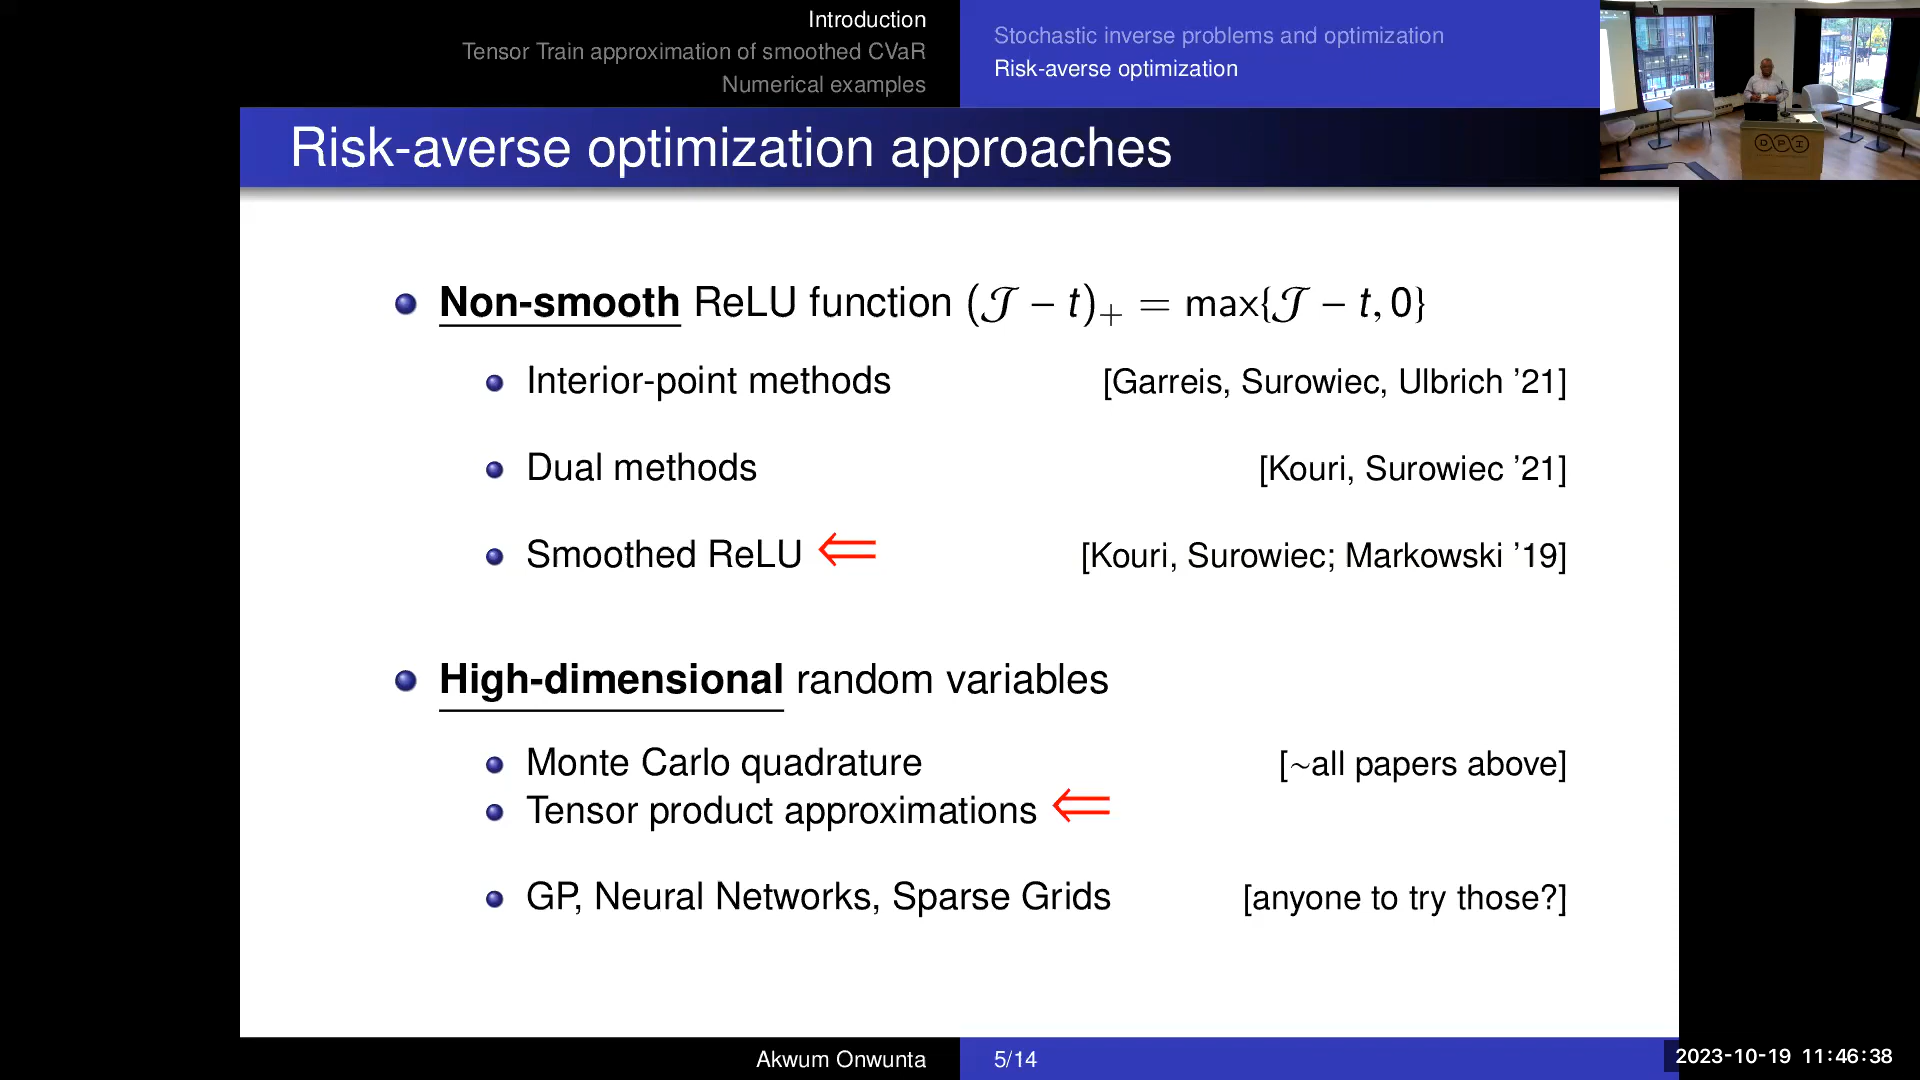 Introduction
Tensor Train approximation of smoothed CVaR
Numerical examples
Stochastic inverse problems and optimization
Risk-averse optimization
Risk-averse optimization approaches
Non-smooth ReLU function (𝒥 − t)₊ = max{𝒥 − t, 0}
Interior-point methods [Garreis, Surowiec, Ulbrich ’21]
Dual methods [Kouri, Surowiec ’21]
Smoothed ReLU ⇐ [Kouri, Surowiec; Markowski ’19]
High-dimensional random variables
Monte Carlo quadrature [~all papers above]
Tensor product approximations ⇐
GP, Neural Networks, Sparse Grids [anyone to try those?]
Akwum Onwunta 5/14
DPI
2023-10-19 11:46:38